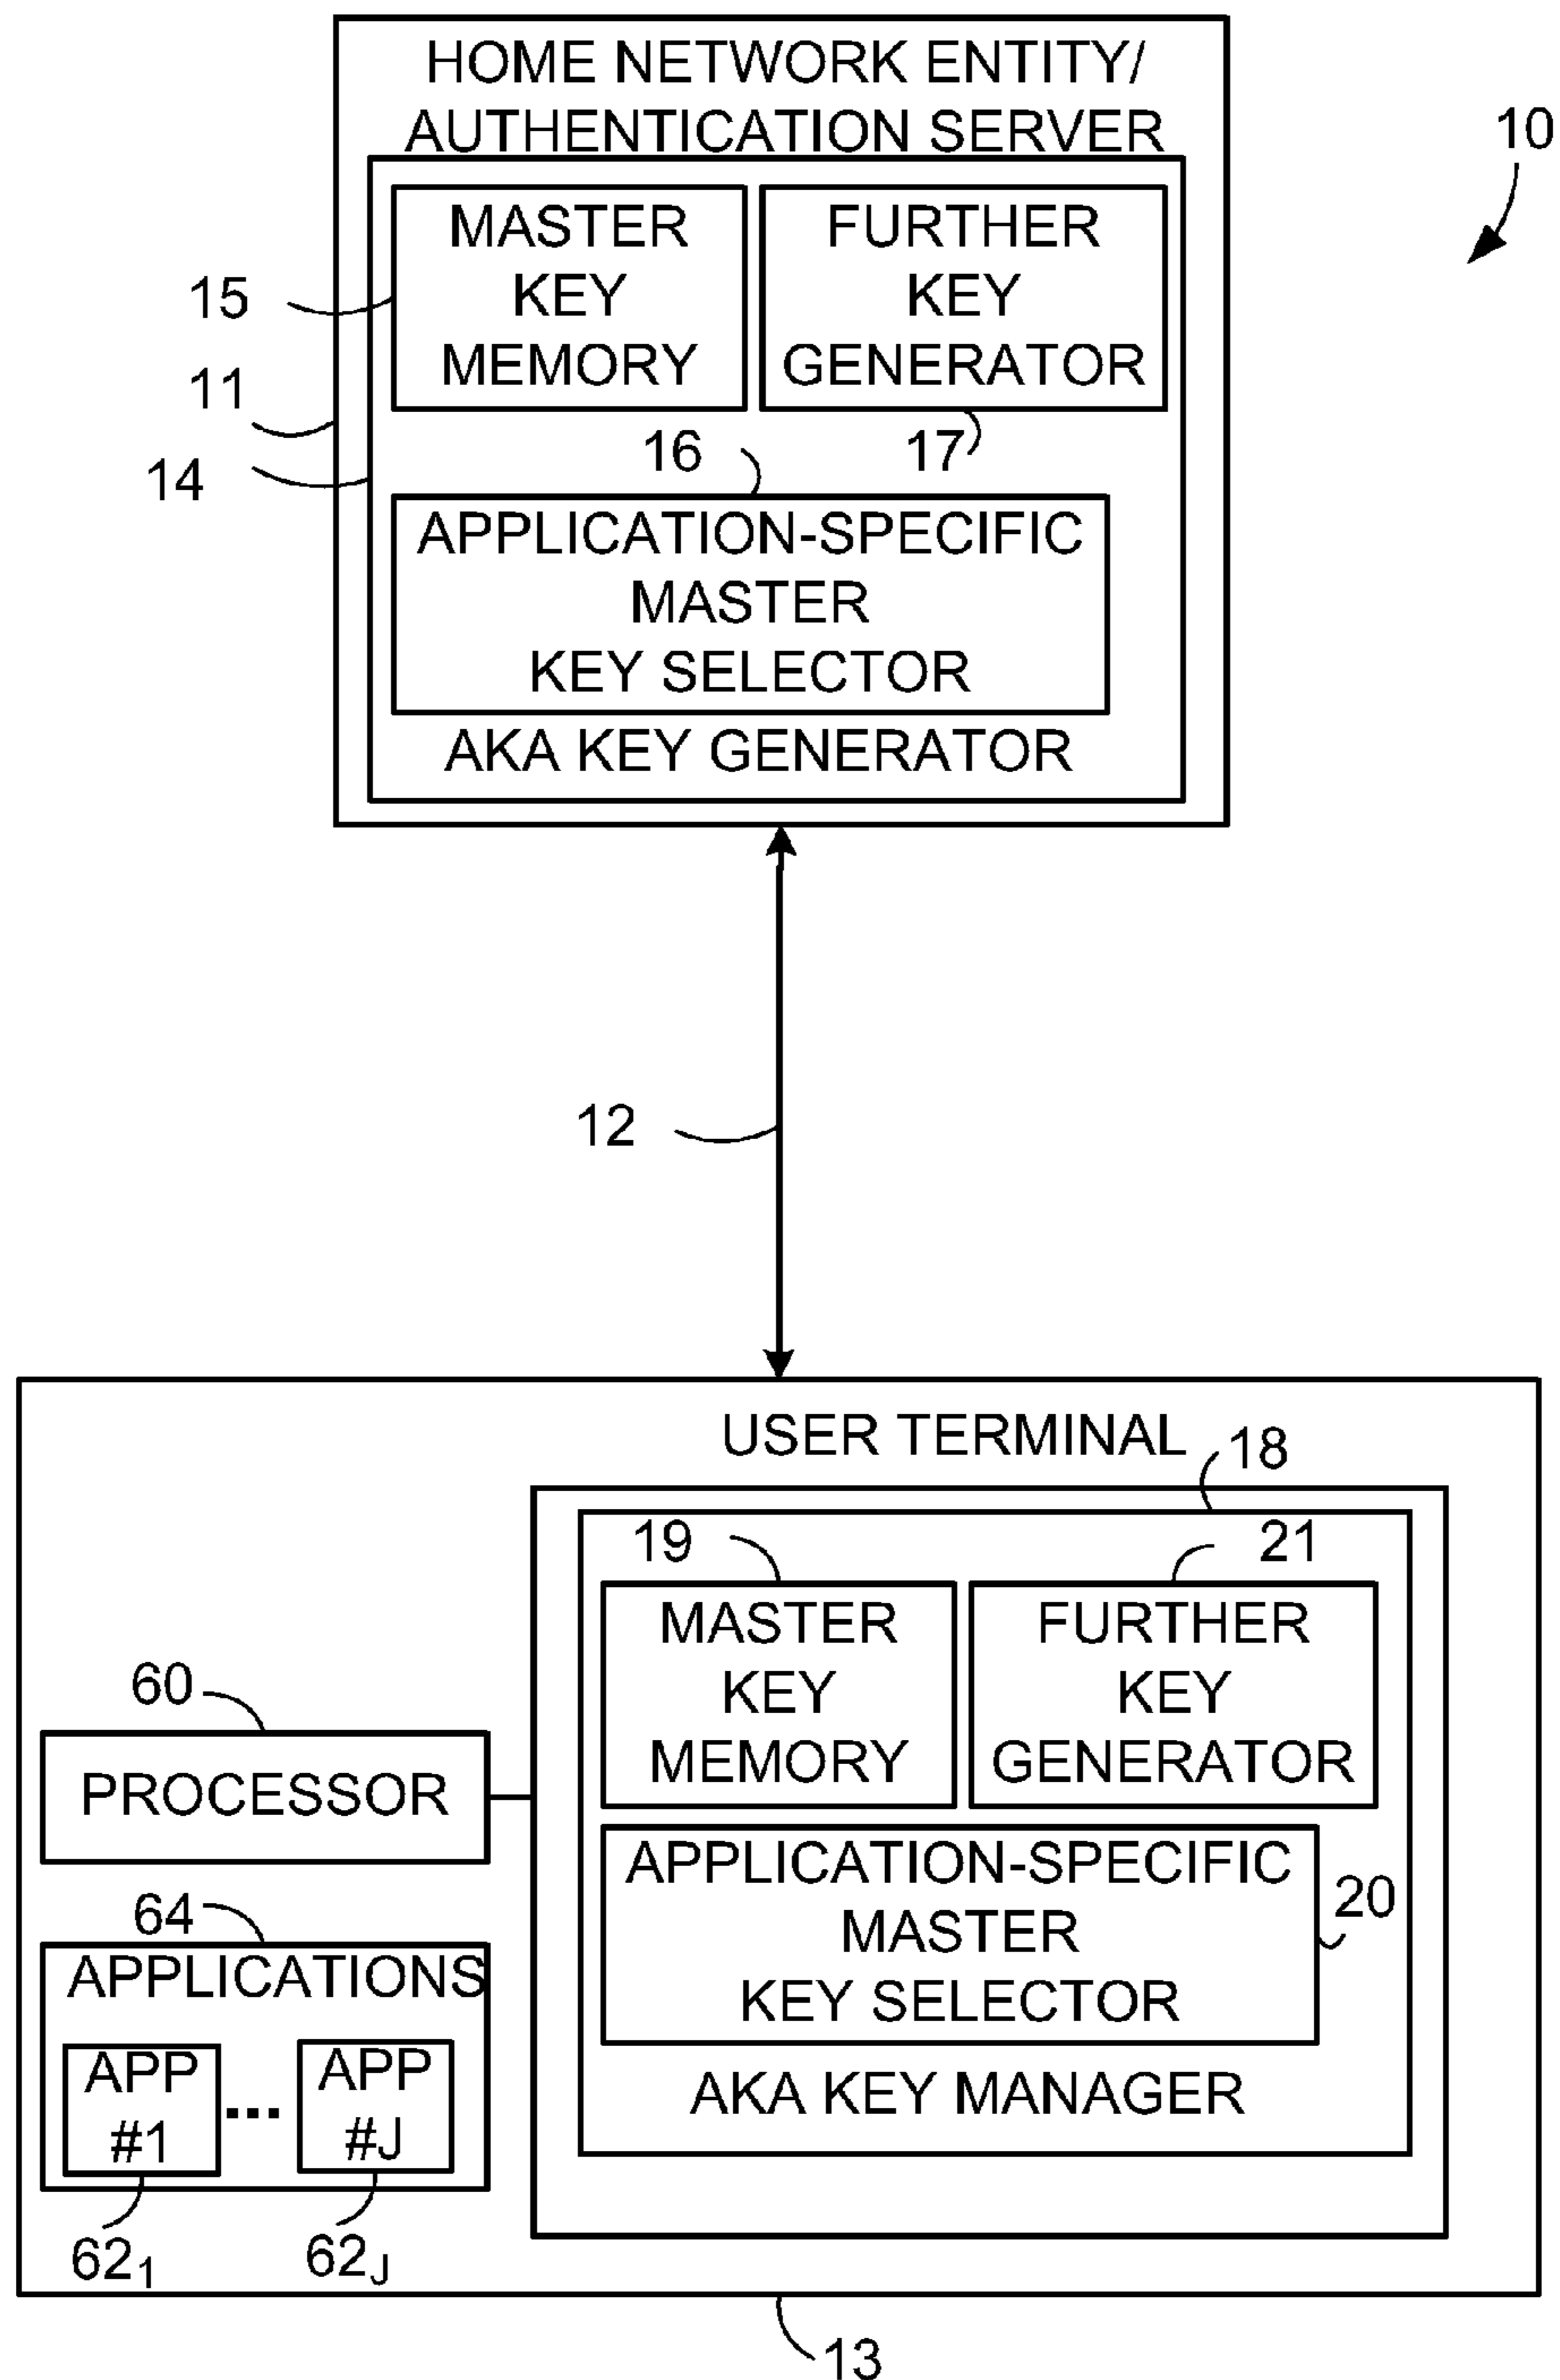 HOME NETWORK ENTITY/
AUTHENTICATION SERVER
10
MASTER
KEY
MEMORY
FURTHER
KEY
GENERATOR
15
11
14
16
17
APPLICATION-SPECIFIC
MASTER
KEY SELECTOR
AKA KEY GENERATOR
12
USER TERMINAL
18
19
21
MASTER
KEY
MEMORY
FURTHER
KEY
GENERATOR
60
PROCESSOR
APPLICATION-SPECIFIC
MASTER
KEY SELECTOR
20
AKA KEY MANAGER
64
APPLICATIONS
APP
#1
...
APP
#J
62₁
62J
13